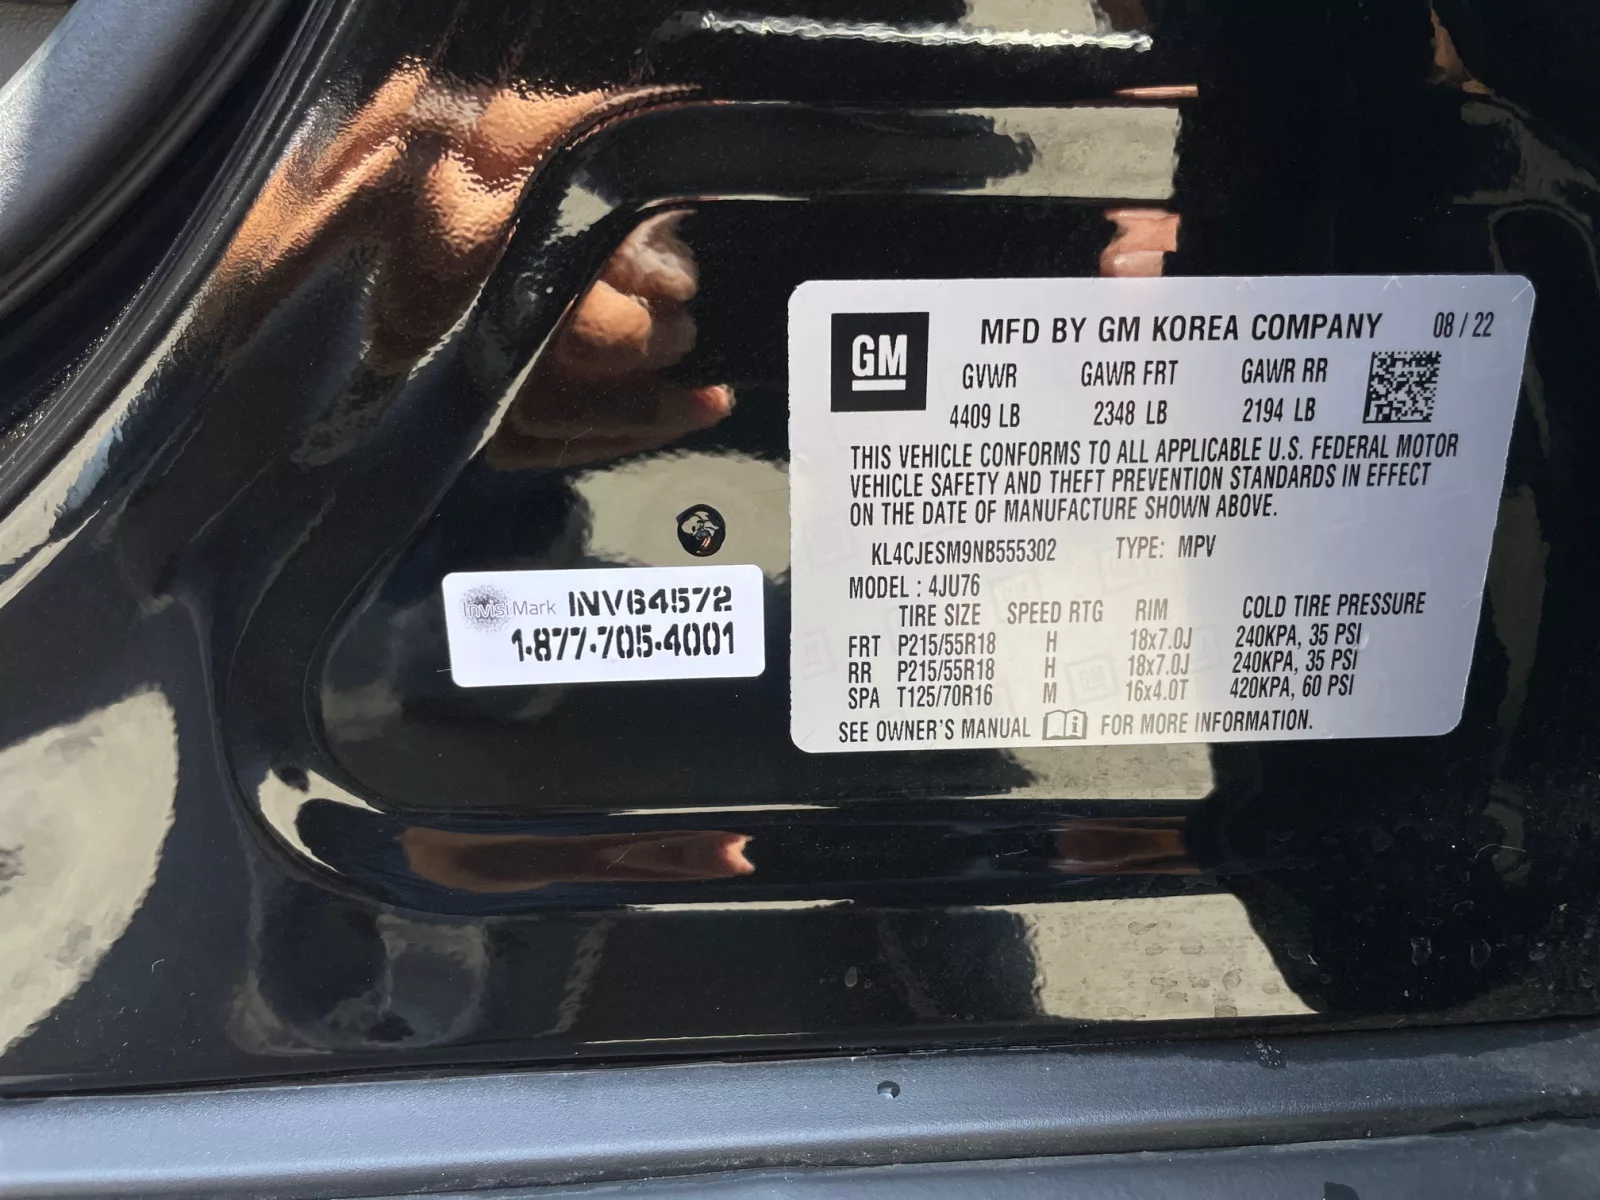 GM
MFD BY GM KOREA COMPANY 08 / 22
GVWR GAWR FRT GAWR RR
4409 LB 2348 LB 2194 LB
THIS VEHICLE CONFORMS TO ALL APPLICABLE U.S. FEDERAL MOTOR
VEHICLE SAFETY AND THEFT PREVENTION STANDARDS IN EFFECT
ON THE DATE OF MANUFACTURE SHOWN ABOVE.
KL4CJESM9NB555302 TYPE: MPV
MODEL : 4JU76
TIRE SIZE SPEED RTG RIM COLD TIRE PRESSURE
FRT P215/55R18 H 18x7.0J 240KPA, 35 PSI
RR P215/55R18 H 18x7.0J 240KPA, 35 PSI
SPA T125/70R16 M 16x4.0T 420KPA, 60 PSI
SEE OWNER'S MANUAL FOR MORE INFORMATION.
InvisiMark INV64572
1-877-705-4001